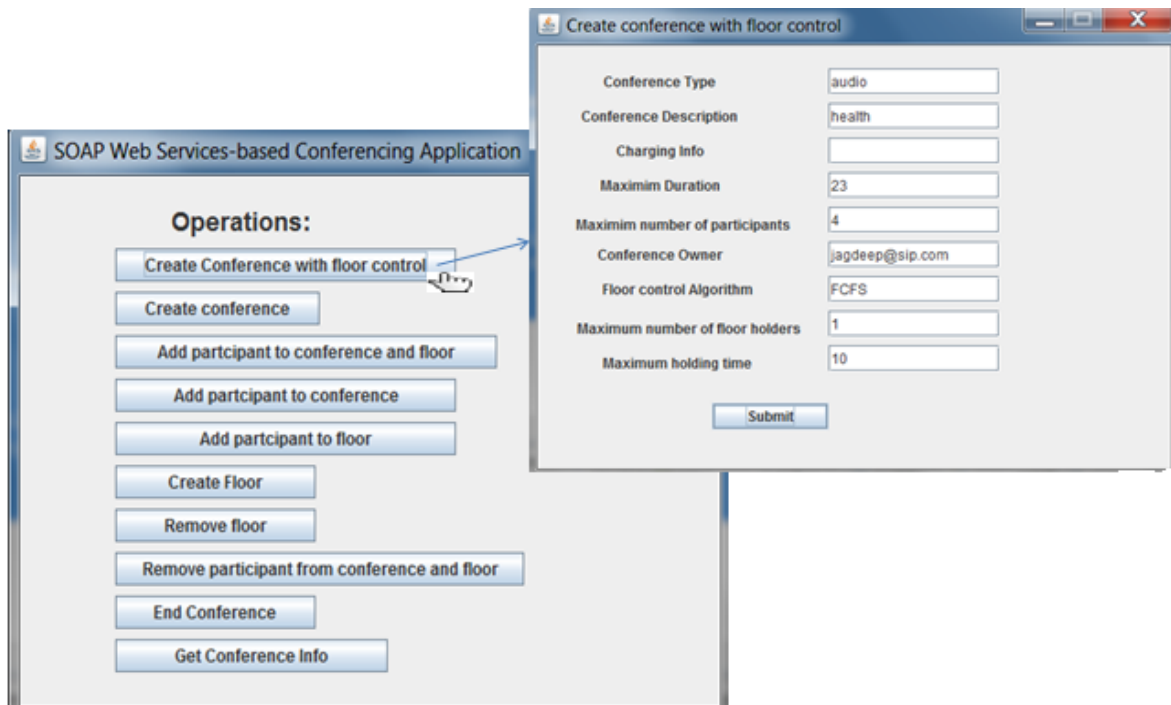 Create conference with floor control
Conference Type audio
Conference Description health
Charging Info
Maximim Duration 23
Maximim number of participants 4
Conference Owner jagdeep@sip.com
Floor control Algorithm FCFS
Maximum number of floor holders 1
Maximum holding time 10
Submit
SOAP Web Services-based Conferencing Application
Operations:
Create Conference with floor control
Create conference
Add partcipant to conference and floor
Add partcipant to conference
Add partcipant to floor
Create Floor
Remove floor
Remove participant from conference and floor
End Conference
Get Conference Info